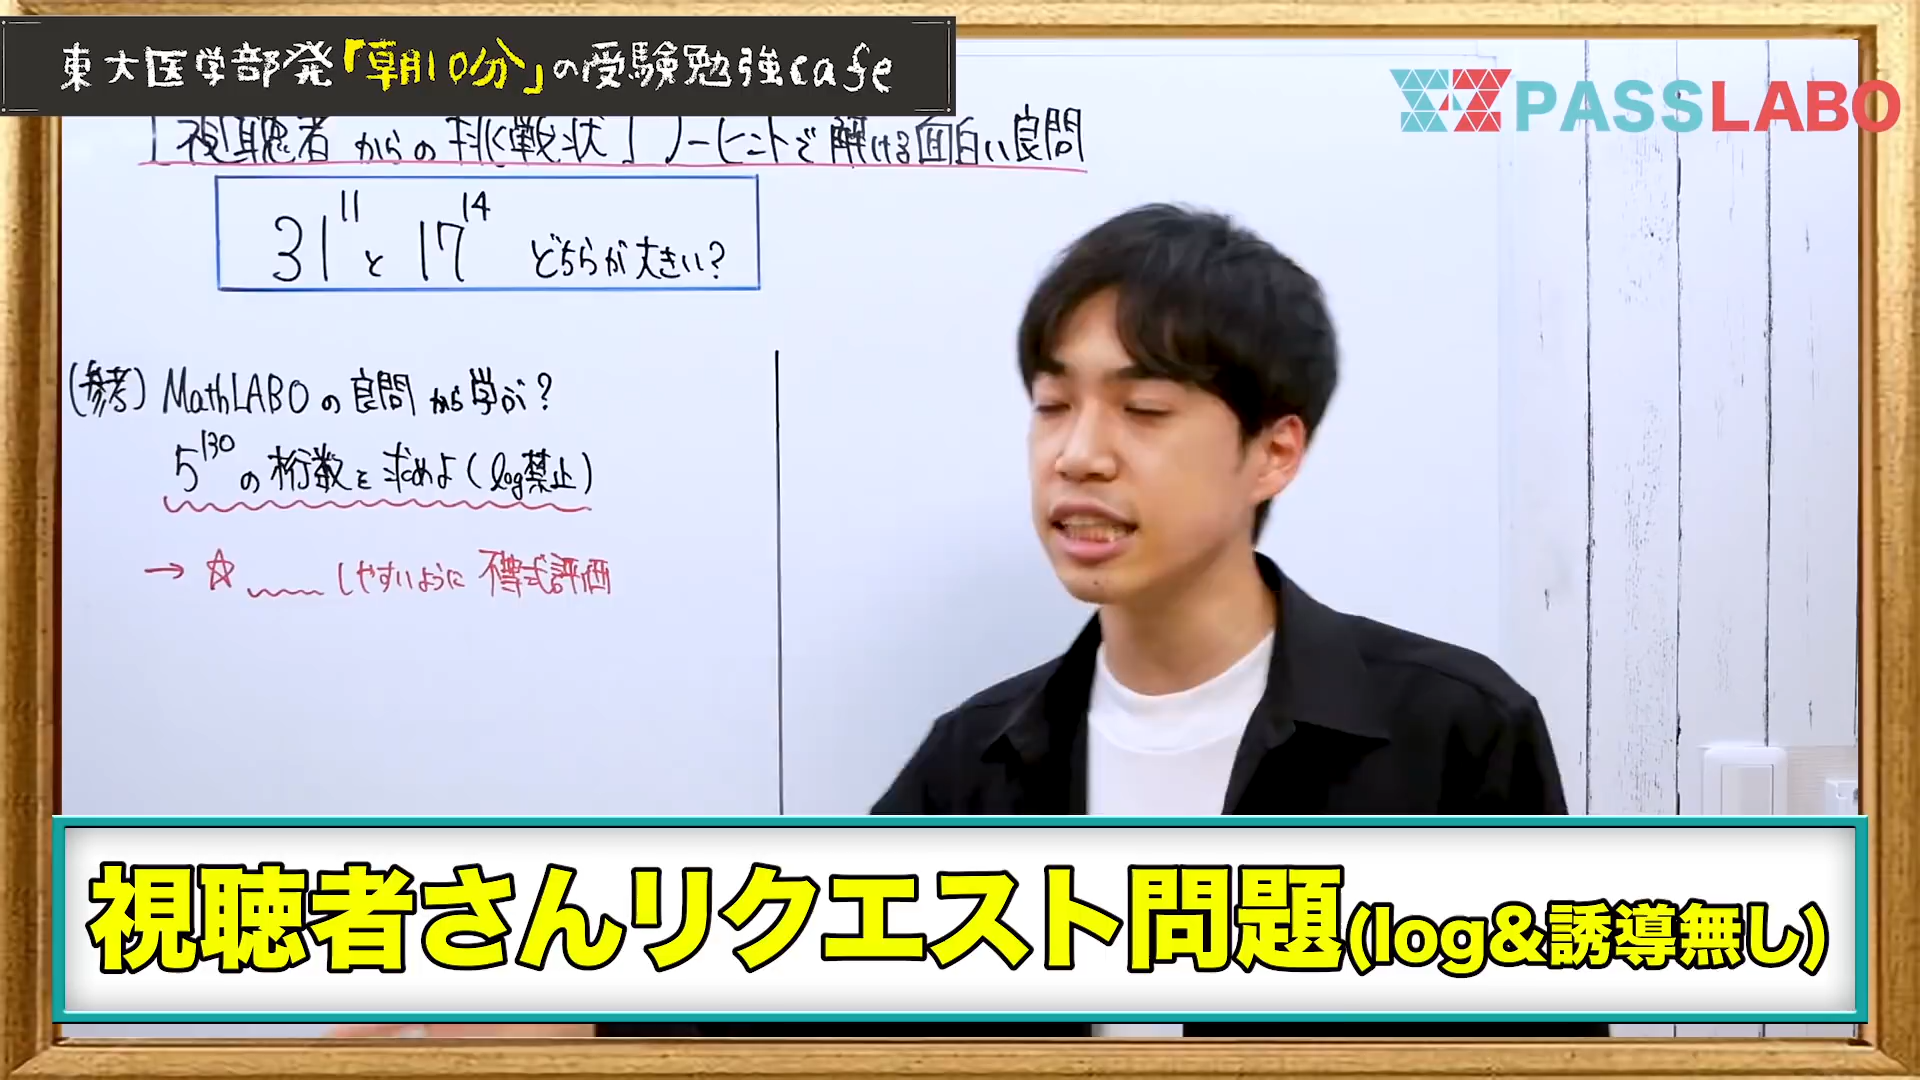 東大医学部発「朝10分」の受験勉強cafe
PASSLABO
「視聴者からの挑戦状」ノーヒントで解ける面白い良問
31^11と 17^14 どちらが大きい?
(参考) MathLABOの良問から学ぶ?
5^130の桁数を求めよ(log禁止)
→ ☆ しやすいように 不等式評価
視聴者さんリクエスト問題(log&誘導無し)